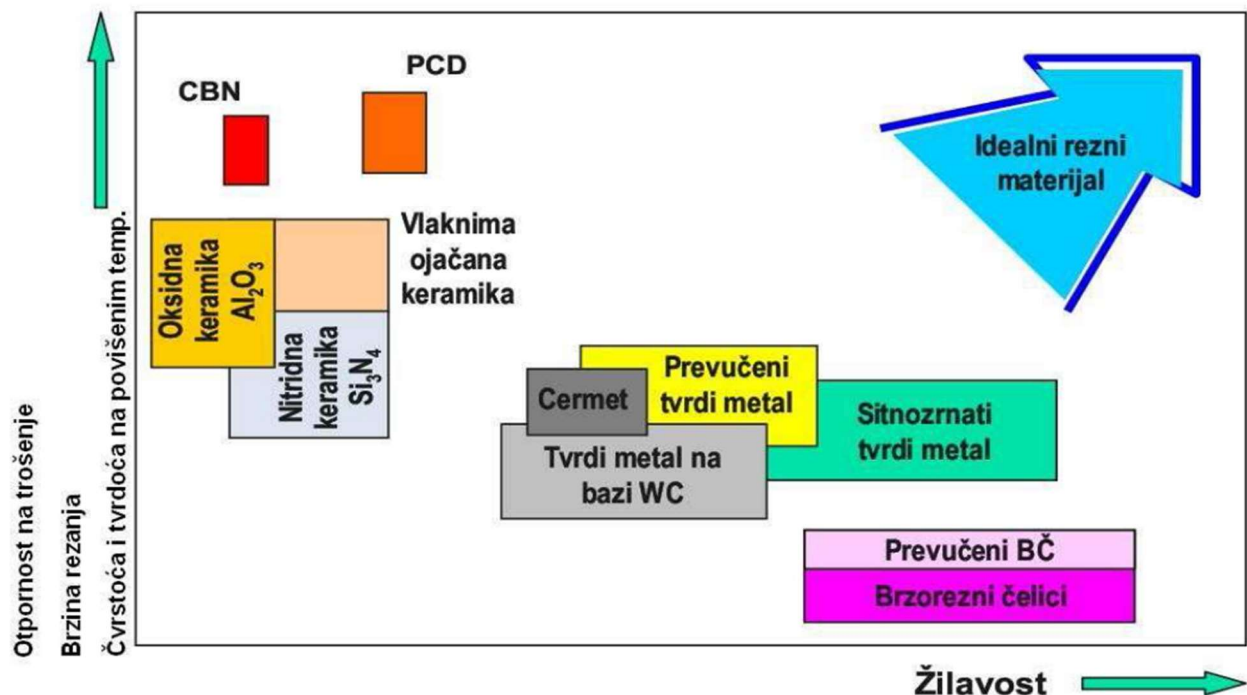 PCD
CBN
Idealni rezni
materijal
Vlaknima
ojačana
keramika
Oksidna
keramika
Al₂O₃
Nitridna
keramika
Si₃N₄
Prevučeni
tvrdi metal
Cermet
Sitnozrnati
tvrdi metal
Tvrdi metal na
bazi WC
Prevučeni BČ
Brzorezni čelici
Otpornost na trošenje
Brzina rezanja
Čvrstoća i tvrdoća na povišenim temp.
Žilavost